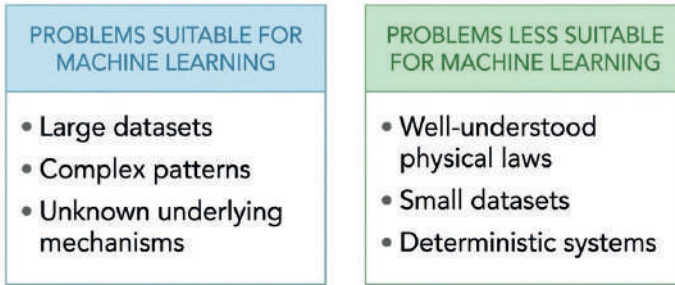 PROBLEMS SUITABLE FOR
MACHINE LEARNING
• Large datasets
• Complex patterns
• Unknown underlying
mechanisms
PROBLEMS LESS SUITABLE
FOR MACHINE LEARNING
• Well-understood
physical laws
• Small datasets
• Deterministic systems